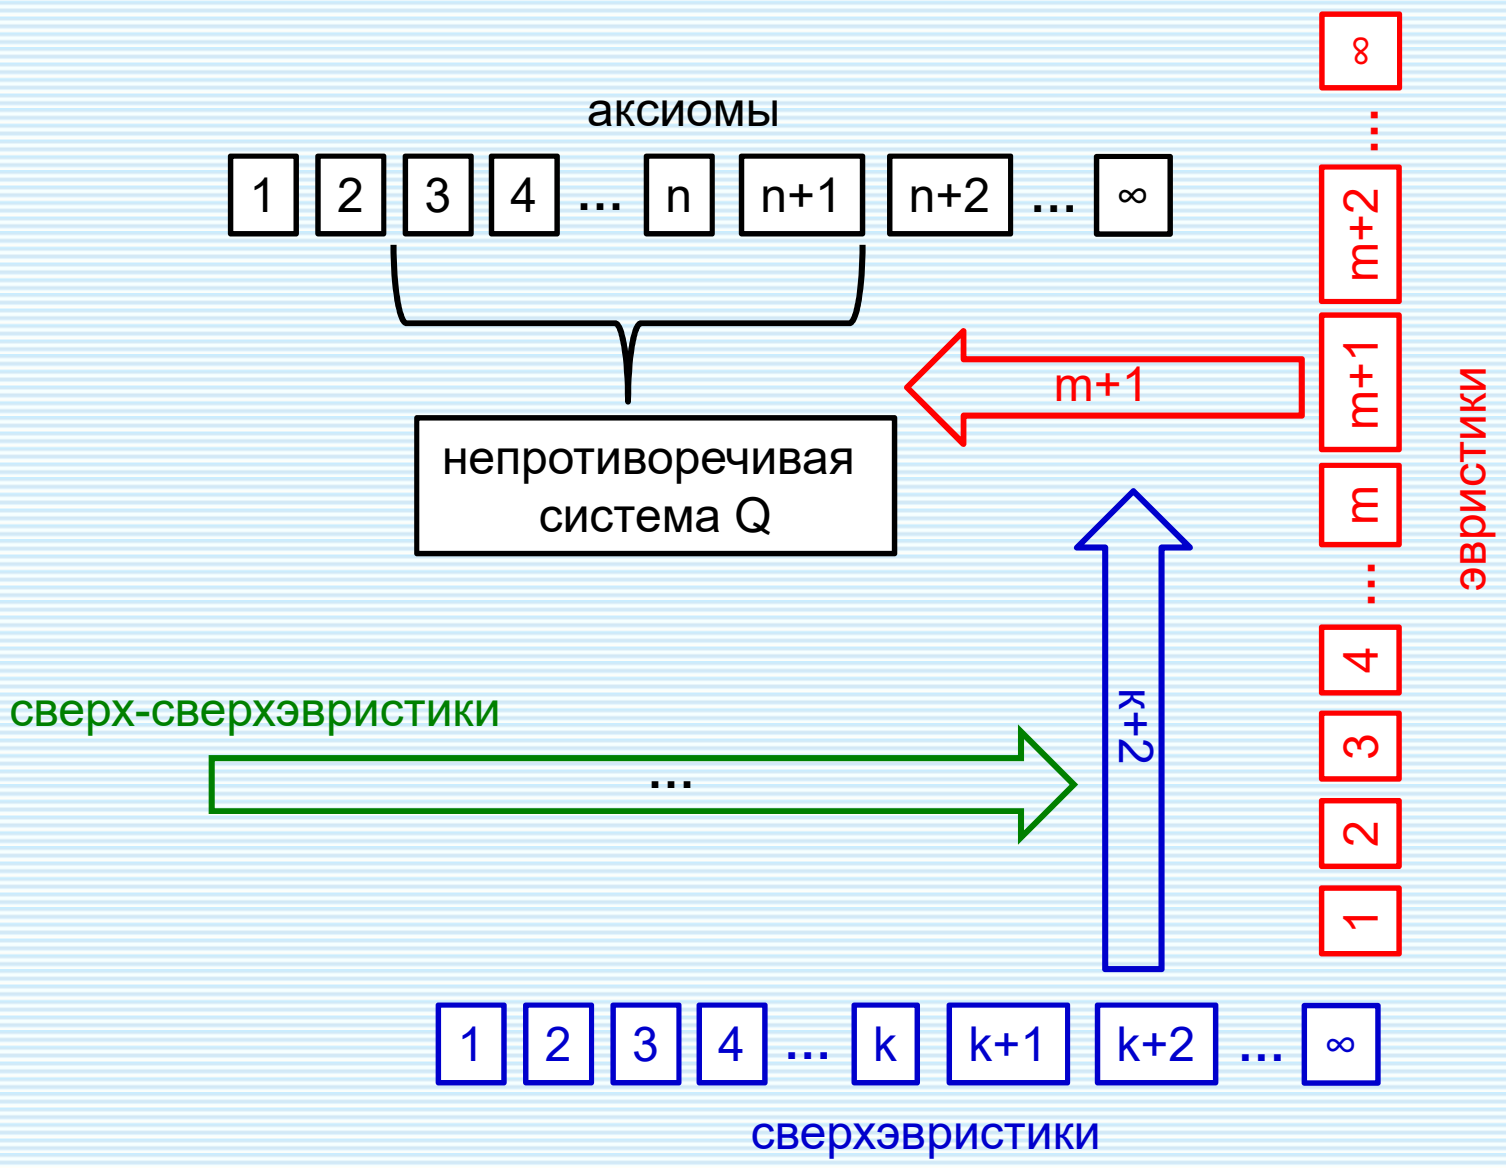 аксиомы
1 2 3 4 ... n n+1 n+2 ... ∞
непротиворечивая
система Q
m+1
∞
...
m+2
m+1
m
...
4
3
2
1
эвристики
к+2
сверх-сверхэвристики
...
1 2 3 4 ... k k+1 k+2 ... ∞
сверхэвристики